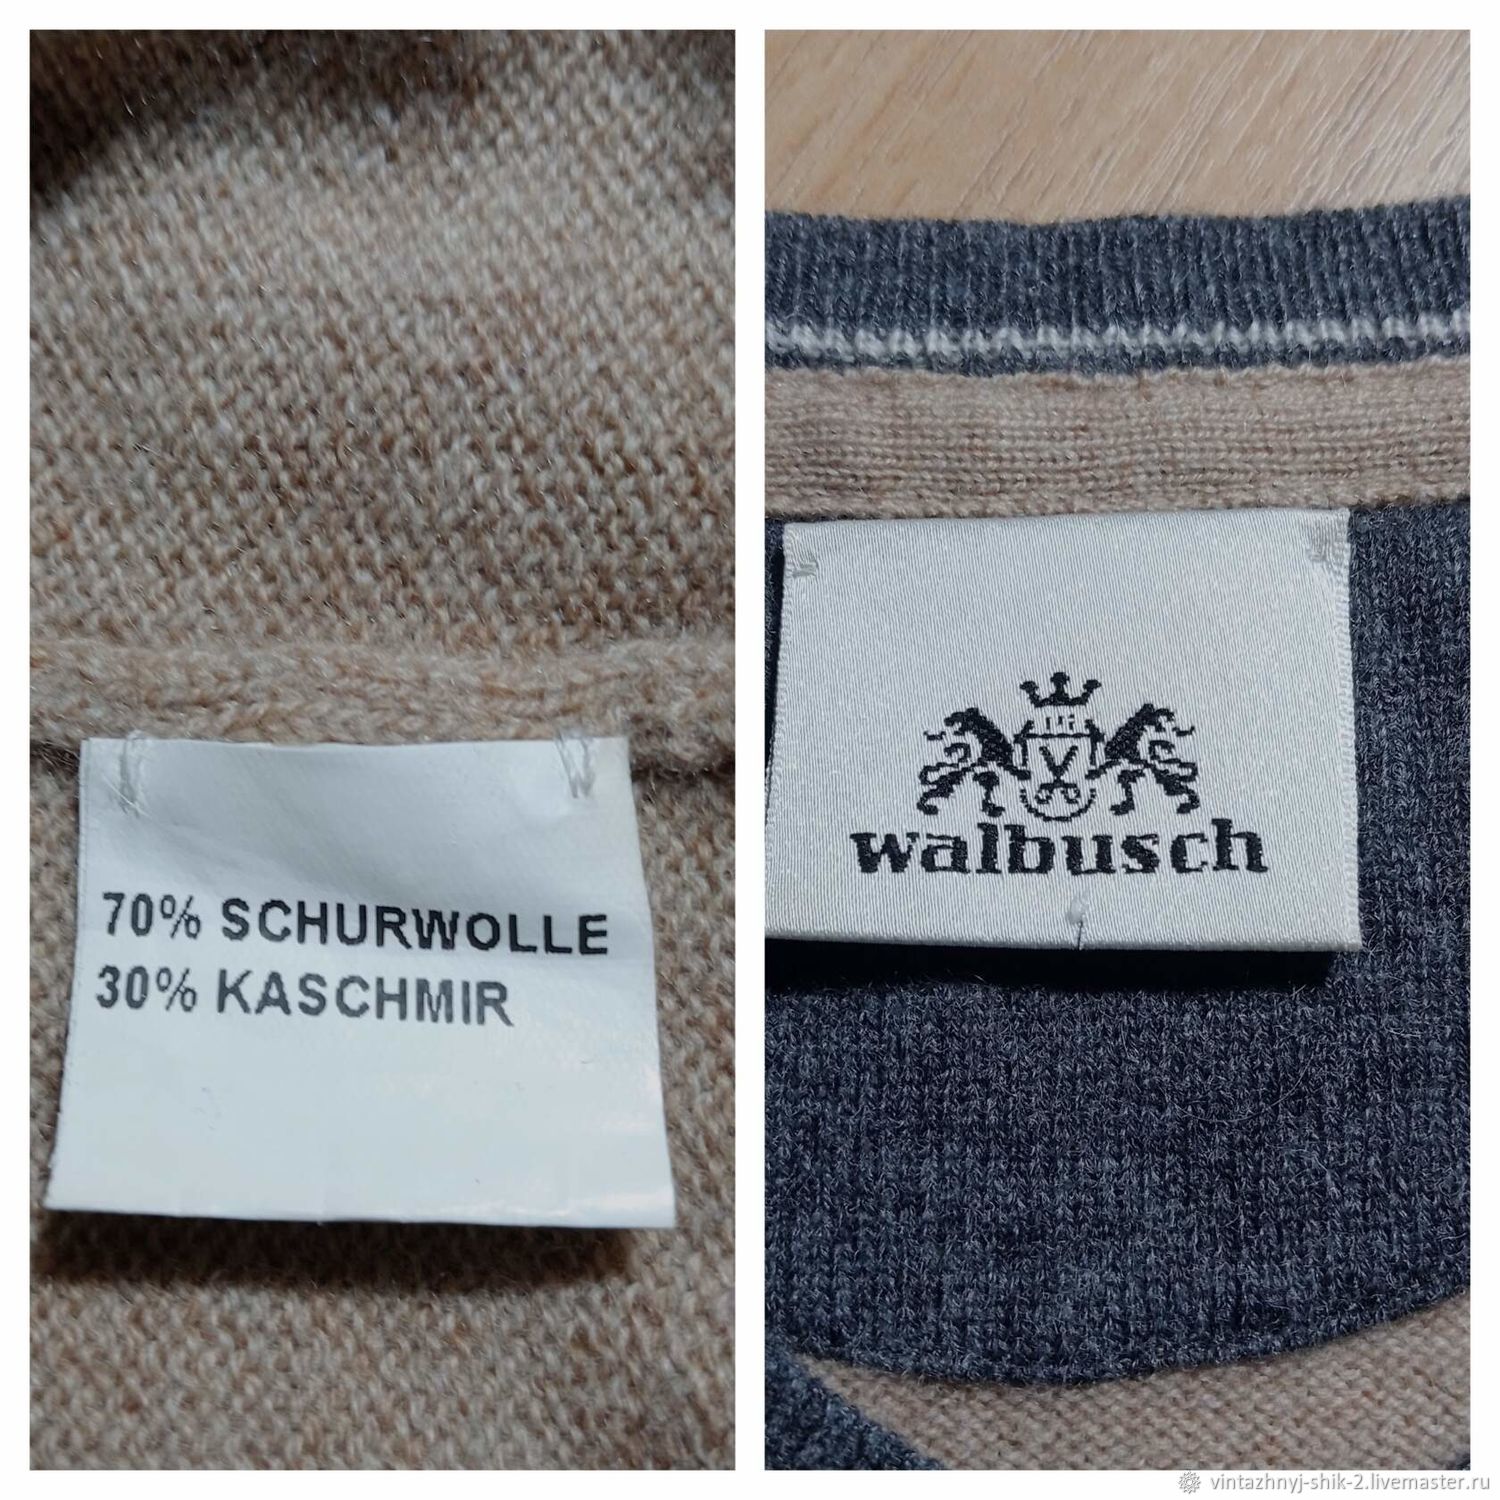 70% SCHURWOLLE
30% KASCHMIR
walbusch
vintazhnyj-shik-2.livemaster.ru